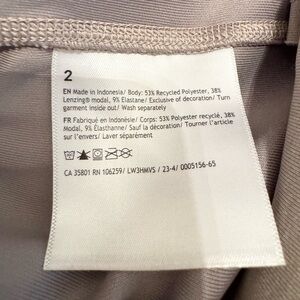 2
EN Made in Indonesia/ Body: 53% Recycled Polyester, 38%
Lenzing® modal, 9% Elastane/ Exclusive of decoration/ Turn
garment inside out/ Wash separately
FR Fabriqué en Indonésie/ Corps: 53% Polyester recyclé, 38%
Modal, 9% Élasthanne/ Sauf la décoration/ Tourner l'article
sur l'envers/ Laver séparément
CA 35801 RN 106259/ LW3HMVS / 23-4/ 0005156-65